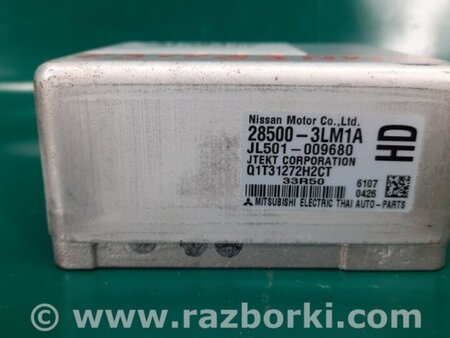 Nissan Motor Co.,Ltd.
28500-3LM1A
JL501-009680
JTEKT CORPORATION
Q1T31272H2CT
33R50
HD
6107
0426
MITSUBISHI ELECTRIC THAI AUTO-PARTS
© www.razborki.com